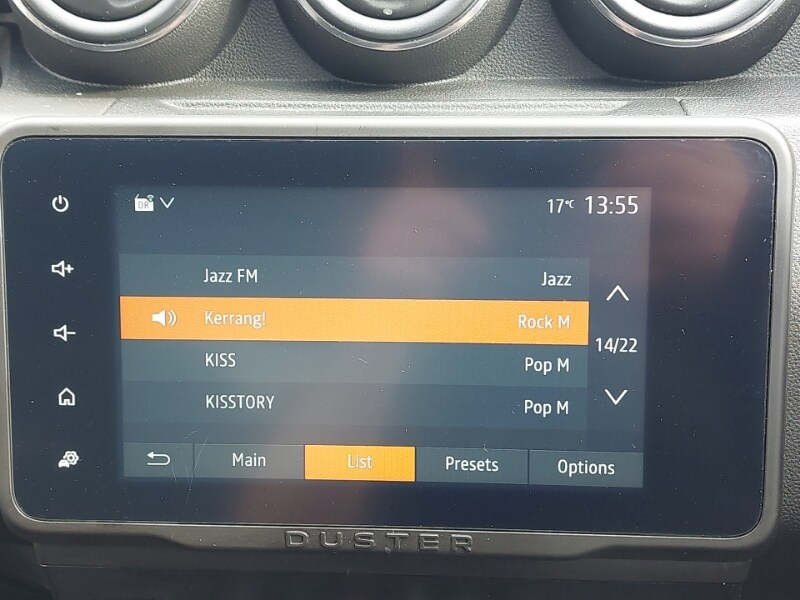 DR 17°C 13:55
Jazz FM Jazz
Kerrang! Rock M
KISS Pop M
14/22
KISSTORY Pop M
Main List Presets Options
DUSTER